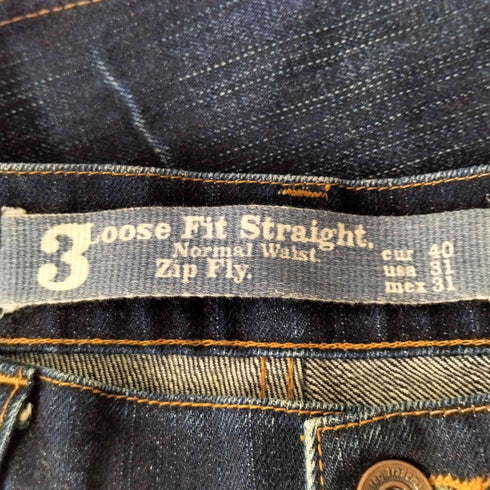 3 Loose Fit Straight.
Normal Waist.
Zip Fly.
eur 40
usa 31
mex 31